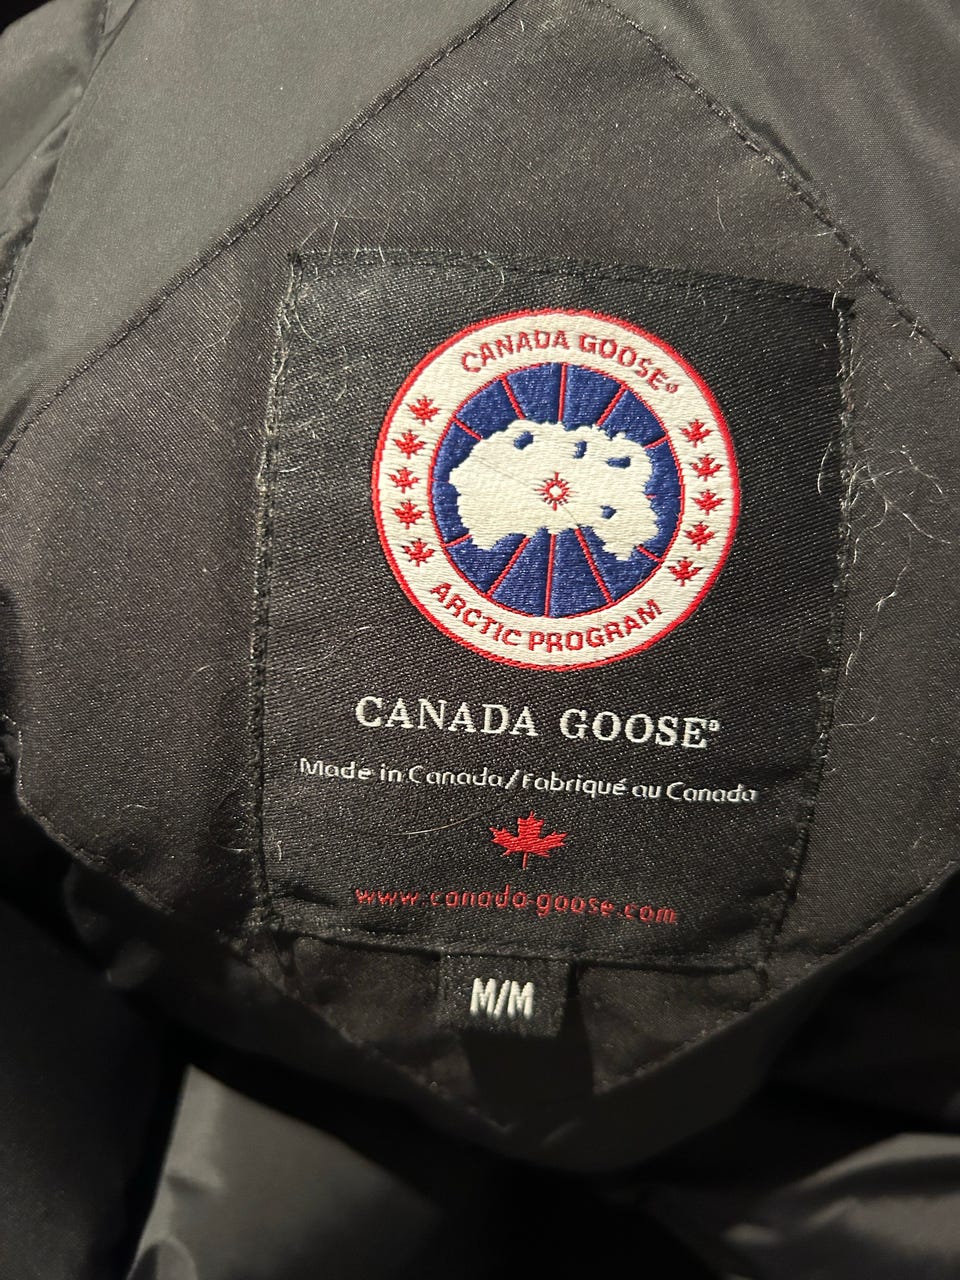 CANADA GOOSE®
ARCTIC PROGRAM
CANADA GOOSE®
Made in Canada/Fabriqué au Canada
www.canada-goose.com
M/M